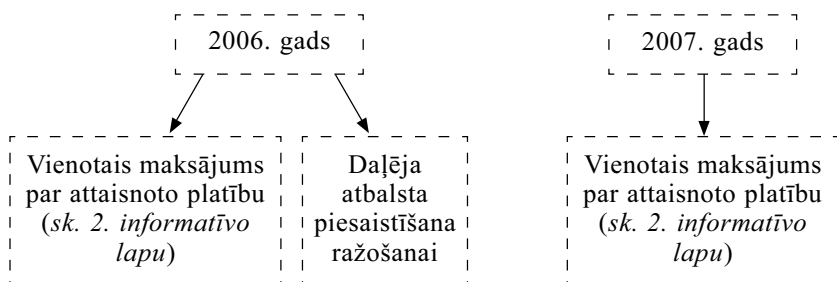 2006. gads
2007. gads
Vienotais maksājums
par attaisnoto platību
(sk. 2. informatīvo
lapu)
Daļēja
atbalsta
piesaistīšana
ražošanai
Vienotais maksājums
par attaisnoto platību
(sk. 2. informatīvo
lapu)